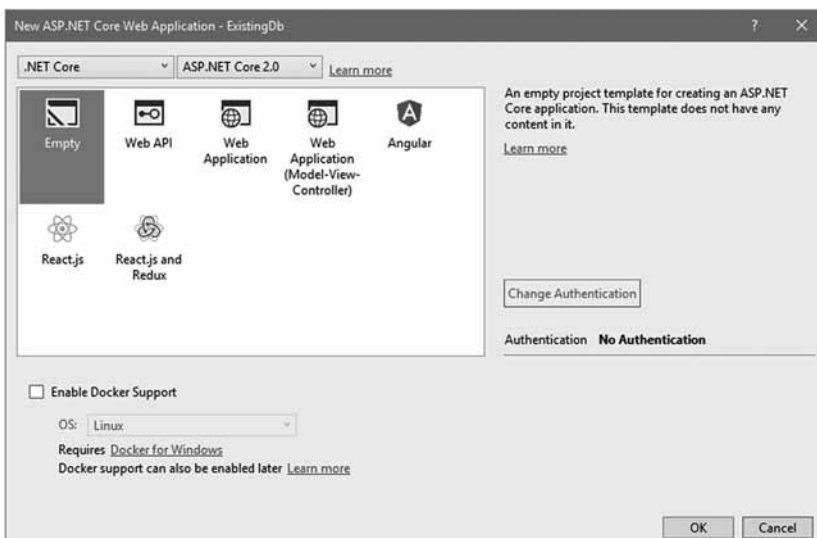 New ASP.NET Core Web Application - ExistingDb
.NET Core
ASP.NET Core 2.0
Learn more
Empty
Web API
Web
Application
Web
Application
(Model-View-
Controller)
Angular
React.js
React.js and
Redux
An empty project template for creating an ASP.NET
Core application. This template does not have any
content in it.
Learn more
Change Authentication
Authentication No Authentication
Enable Docker Support
OS: Linux
Requires Docker for Windows
Docker support can also be enabled later Learn more
OK
Cancel